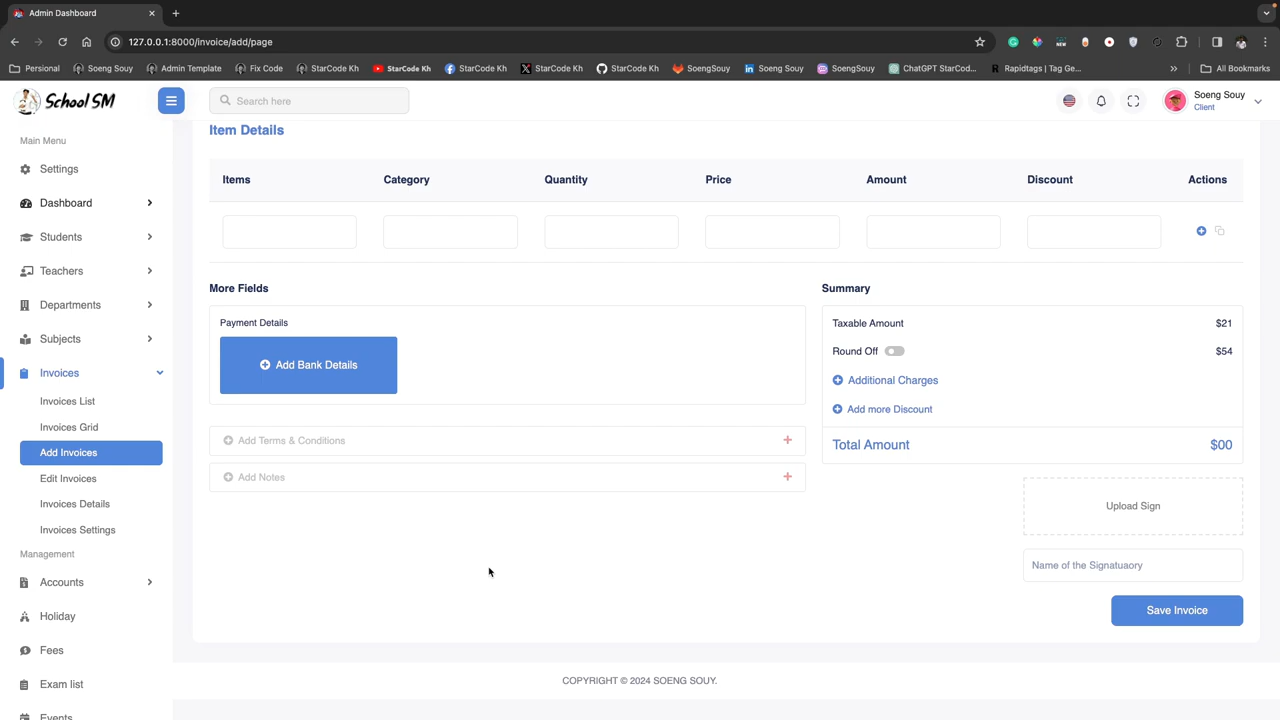 Admin Dashboard
127.0.0.1:8000/invoice/add/page
Personal Soeng Souy Admin Template Fix Code StarCode Kh StarCode Kh StarCode Kh StarCode Kh StarCode Kh SoengSouy Soeng Souy SoengSouy ChatGPT StarCod... Rapidtags | Tag Ge... All Bookmarks
School SM
Search here
Soeng Souy
Client
Main Menu
Settings
Dashboard
Students
Teachers
Departments
Subjects
Invoices
Invoices List
Invoices Grid
Add Invoices
Edit Invoices
Invoices Details
Invoices Settings
Management
Accounts
Holiday
Fees
Exam list
Events
Item Details
Items Category Quantity Price Amount Discount Actions
More Fields
Payment Details
Add Bank Details
Add Terms & Conditions
Add Notes
Summary
Taxable Amount $21
Round Off $54
Additional Charges
Add more Discount
Total Amount $00
Upload Sign
Name of the Signatuaory
Save Invoice
COPYRIGHT © 2024 SOENG SOUY.